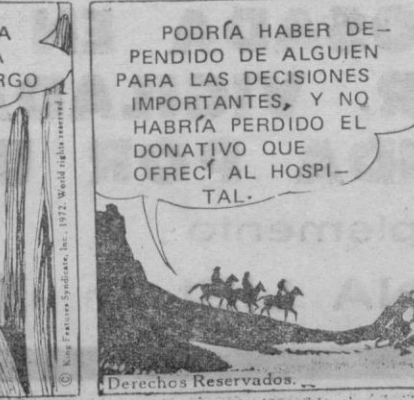 A
A
RGO
© King Features Syndicate, Inc., 1972. World rights reserved.
PODRÍA HABER DE-
PENDIDO DE ALGUIEN
PARA LAS DECISIONES
IMPORTANTES, Y NO
HABRÍA PERDIDO EL
DONATIVO QUE
OFRECÍ AL HOSPI-
TAL.
Derechos Reservados.